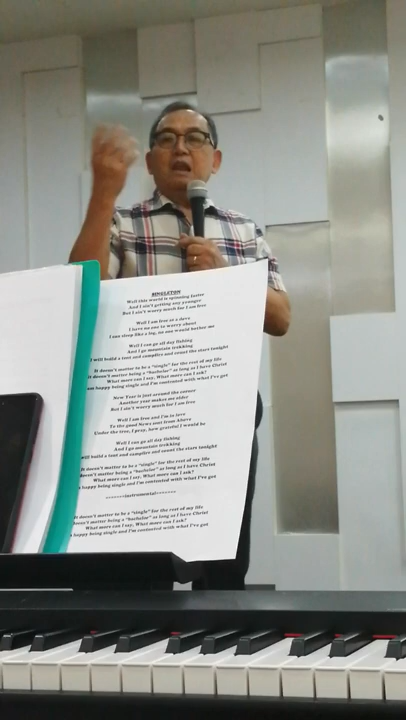 SINGLETON
Well this world is spinning faster
And I ain't getting any younger
But I ain't worry much for I am free
Well I am free as a dove
I have no one to worry about
I can sleep like a log, no one would bother me
Well I can go all day fishing
And I go mountain trekking
I will build a tent and campfire and count the stars tonight
It doesn't matter to be a "single" for the rest of my life
It doesn't matter being a "bachelor" as long as I have Christ
What more can I say, What more can I ask?
am happy being single and I'm contented with what I've got
New Year is just around the corner
Another year makes me older
But I ain't worry much for I am free
Well I am free and I'm in love
To the good News sent from Above
Under the tree, I pray, how grateful I would be
Well I can go all day fishing
And I go mountain trekking
will build a tent and campfire and count the stars tonight
It doesn't matter to be a "single" for the rest of my life
doesn't matter being a "bachelor" as long as I have Christ
What more can I say, What more can I ask?
happy being single and I'm contented with what I've got
=======instrumental=======
It doesn't matter to be a "single" for the rest of my life
doesn't matter being a "bachelor" as long as I have Christ
What more can I say, What more can I ask?
happy being single and I'm contented with what I've got